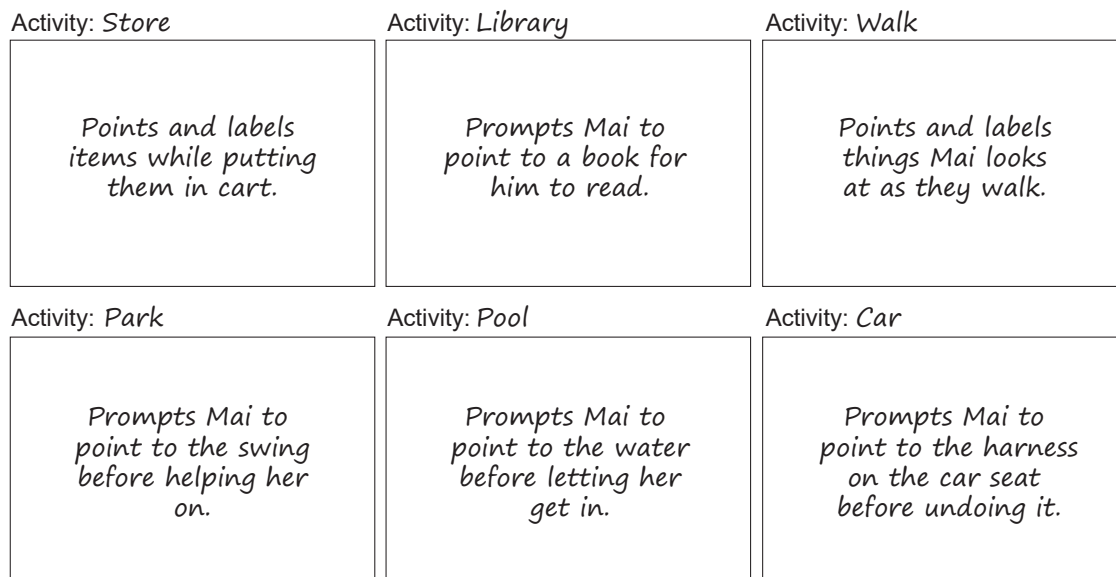 Activity: Store
Points and labels
items while putting
them in cart.
Activity: Library
Prompts Mai to
point to a book for
him to read.
Activity: Walk
Points and labels
things Mai looks
at as they walk.
Activity: Park
Prompts Mai to
point to the swing
before helping her
on.
Activity: Pool
Prompts Mai to
point to the water
before letting her
get in.
Activity: Car
Prompts Mai to
point to the harness
on the car seat
before undoing it.